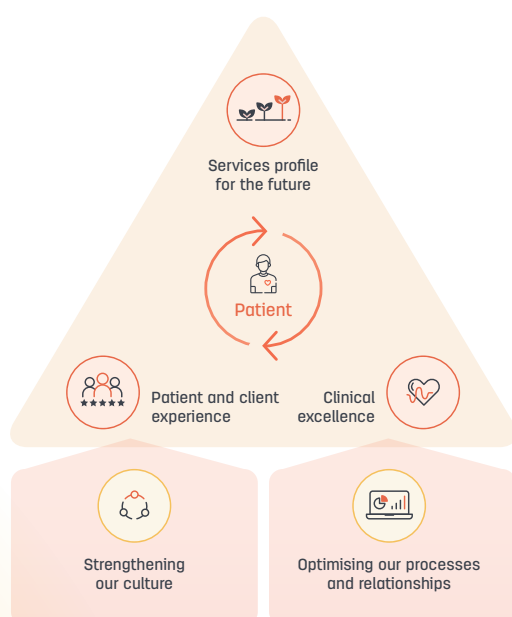 Services profile
for the future
Patient
Patient and client
experience
Clinical
excellence
Strengthening
our culture
Optimising our processes
and relationships